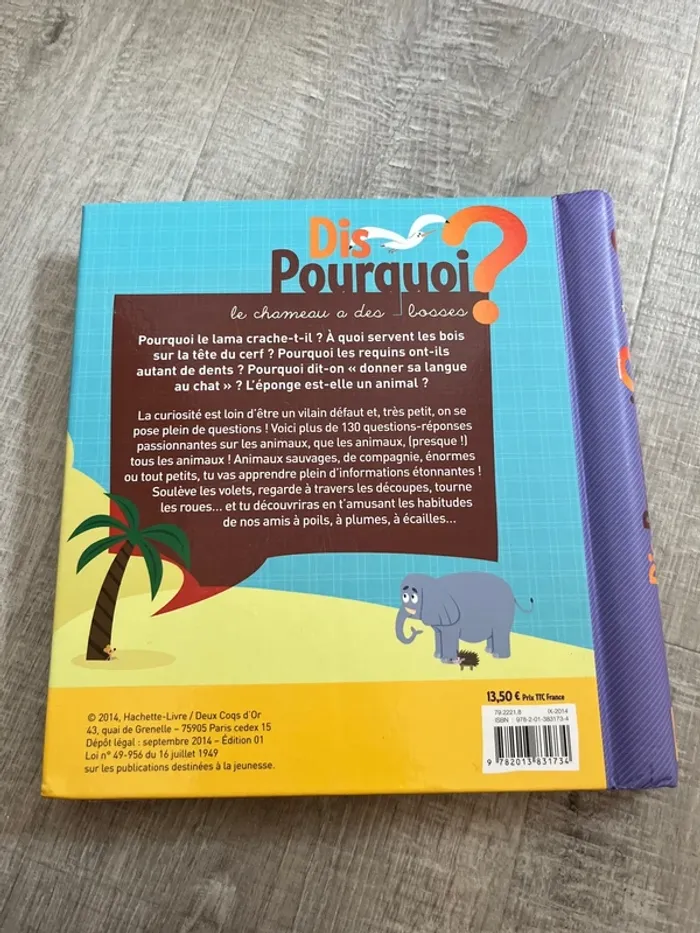 Dis
Pourquoi ?
le chameau a des bosses
Pourquoi le lama crache-t-il ? À quoi servent les bois
sur la tête du cerf ? Pourquoi les requins ont-ils
autant de dents ? Pourquoi dit-on « donner sa langue
au chat » ? L'éponge est-elle un animal ?
La curiosité est loin d'être un vilain défaut et, très petit, on se
pose plein de questions ! Voici plus de 130 questions-réponses
passionnantes sur les animaux, que les animaux, (presque !)
tous les animaux ! Animaux sauvages, de compagnie, énormes
ou tout petits, tu vas apprendre plein d'informations étonnantes !
Soulève les volets, regarde à travers les découpes, tourne
les roues... et tu découvriras en t'amusant les habitudes
de nos amis à poils, à plumes, à écailles...
© 2014, Hachette-Livre / Deux Coqs d'Or
43, quai de Grenelle – 75905 Paris cedex 15
Dépôt légal : septembre 2014 – Édition 01
Loi n° 49-956 du 16 juillet 1949
sur les publications destinées à la jeunesse.
13,50 € Prix TTC France
79.2221.8 IX-2014
ISBN : 978-2-01-383173-4
9 782013 831734